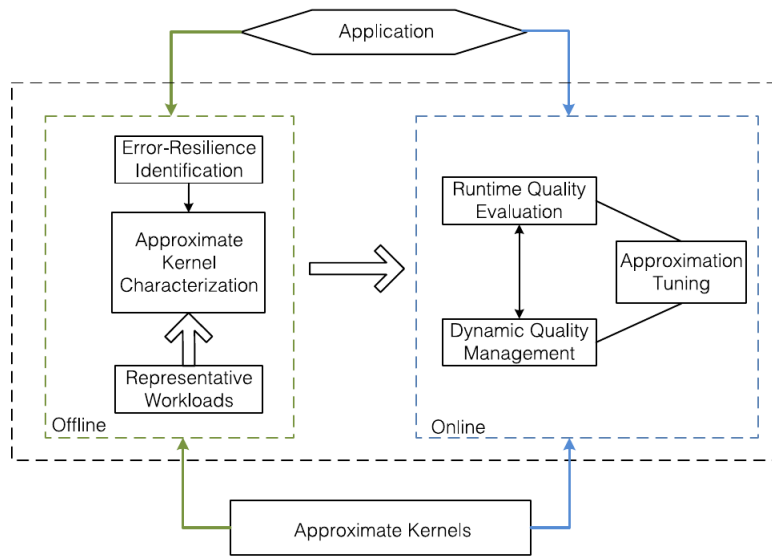 Application
Error-Resilience
Identification
Approximate
Kernel
Characterization
Representative
Workloads
Offline
Runtime Quality
Evaluation
Approximation
Tuning
Dynamic Quality
Management
Online
Approximate Kernels